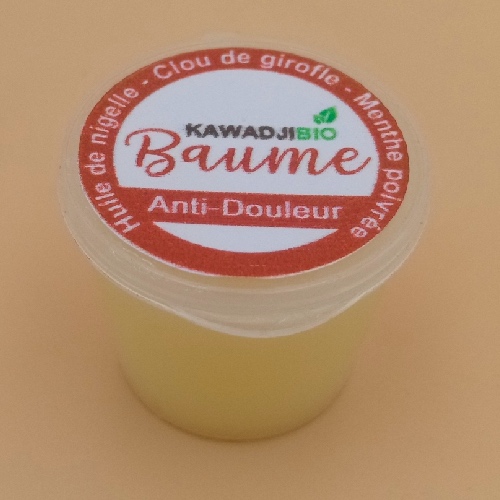 Huile de nigelle - Clou de girofle - Menthe poivrée
KAWADJIBIO
Baume
Anti-Douleur